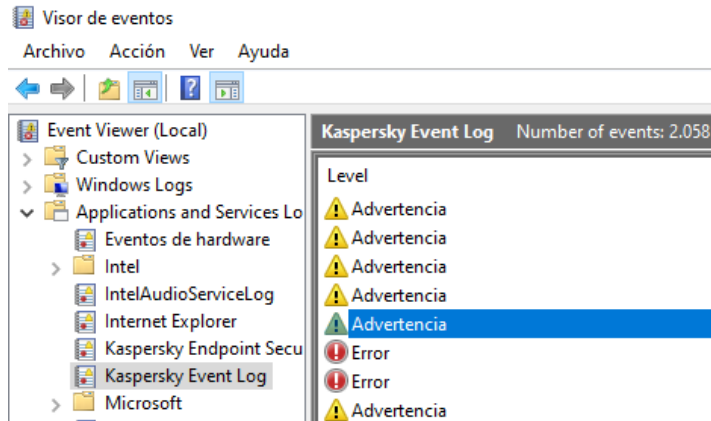 Visor de eventos
Archivo Acción Ver Ayuda
Event Viewer (Local)
Custom Views
Windows Logs
Applications and Services Lo
Eventos de hardware
Intel
IntelAudioServiceLog
Internet Explorer
Kaspersky Endpoint Secu
Kaspersky Event Log
Microsoft
Kaspersky Event Log Number of events: 2.058
Level
Advertencia
Advertencia
Advertencia
Advertencia
Advertencia
Error
Error
Advertencia